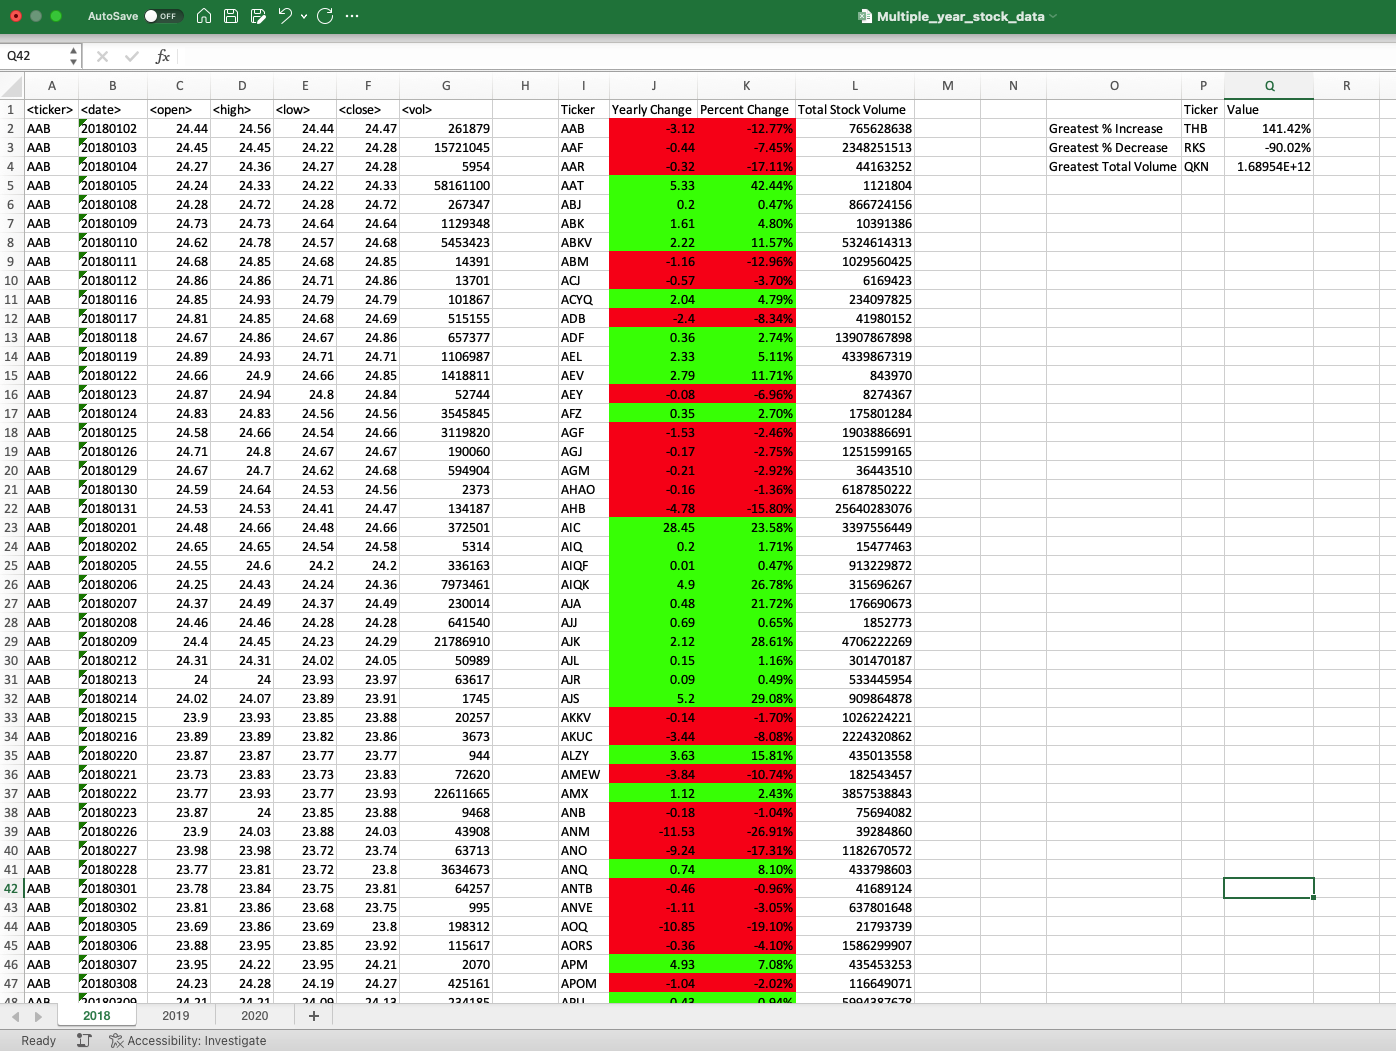 AutoSave OFF Multiple_year_stock_data
Q42 fx
A B C D E F G H I J K L M N O P Q R
1 <ticker> <date> <open> <high> <low> <close> <vol> Ticker Yearly Change Percent Change Total Stock Volume Ticker Value
2 AAB 20180102 24.44 24.56 24.44 24.47 261879 AAB -3.12 -12.77% 765628638 Greatest % Increase THB 141.42%
3 AAB 20180103 24.45 24.45 24.22 24.28 15721045 AAF -0.44 -7.45% 2348251513 Greatest % Decrease RKS -90.02%
4 AAB 20180104 24.27 24.36 24.27 24.28 5954 AAR -0.32 -17.11% 44163252 Greatest Total Volume QKN 1.68954E+12
5 AAB 20180105 24.24 24.33 24.22 24.33 58161100 AAT 5.33 42.44% 1121804
6 AAB 20180108 24.28 24.72 24.28 24.72 267347 ABJ 0.2 0.47% 866724156
7 AAB 20180109 24.73 24.73 24.64 24.64 1129348 ABK 1.61 4.80% 10391386
8 AAB 20180110 24.62 24.78 24.57 24.68 5453423 ABKV 2.22 11.57% 5324614313
9 AAB 20180111 24.68 24.85 24.68 24.85 14391 ABM -1.16 -12.96% 1029560425
10 AAB 20180112 24.86 24.86 24.71 24.86 13701 ACJ -0.57 -3.70% 6169423
11 AAB 20180116 24.85 24.93 24.79 24.79 101867 ACYQ 2.04 4.79% 234097825
12 AAB 20180117 24.81 24.85 24.68 24.69 515155 ADB -2.4 -8.34% 41980152
13 AAB 20180118 24.67 24.86 24.67 24.86 657377 ADF 0.36 2.74% 13907867898
14 AAB 20180119 24.89 24.93 24.71 24.71 1106987 AEL 2.33 5.11% 4339867319
15 AAB 20180122 24.66 24.9 24.66 24.85 1418811 AEV 2.79 11.71% 843970
16 AAB 20180123 24.87 24.94 24.8 24.84 52744 AEY -0.08 -6.96% 8274367
17 AAB 20180124 24.83 24.83 24.56 24.56 3545845 AFZ 0.35 2.70% 175801284
18 AAB 20180125 24.58 24.66 24.54 24.66 3119820 AGF -1.53 -2.46% 1903886691
19 AAB 20180126 24.71 24.8 24.67 24.67 190060 AGJ -0.17 -2.75% 1251599165
20 AAB 20180129 24.67 24.7 24.62 24.68 594904 AGM -0.21 -2.92% 36443510
21 AAB 20180130 24.59 24.64 24.53 24.56 2373 AHAO -0.16 -1.36% 6187850222
22 AAB 20180131 24.53 24.53 24.41 24.47 134187 AHB -4.78 -15.80% 25640283076
23 AAB 20180201 24.48 24.66 24.48 24.66 372501 AIC 28.45 23.58% 3397556449
24 AAB 20180202 24.65 24.65 24.54 24.58 5314 AIQ 0.2 1.71% 15477463
25 AAB 20180205 24.55 24.6 24.2 24.2 336163 AIQF 0.01 0.47% 913229872
26 AAB 20180206 24.25 24.43 24.24 24.36 7973461 AIQK 4.9 26.78% 315696267
27 AAB 20180207 24.37 24.49 24.37 24.49 230014 AJA 0.48 21.72% 176690673
28 AAB 20180208 24.46 24.46 24.28 24.28 641540 AJJ 0.69 0.65% 1852773
29 AAB 20180209 24.4 24.45 24.23 24.29 21786910 AJK 2.12 28.61% 4706222269
30 AAB 20180212 24.31 24.31 24.02 24.05 50989 AJL 0.15 1.16% 301470187
31 AAB 20180213 24 24 23.93 23.97 63617 AJR 0.09 0.49% 533445954
32 AAB 20180214 24.02 24.07 23.89 23.91 1745 AJS 5.2 29.08% 909864878
33 AAB 20180215 23.9 23.93 23.85 23.88 20257 AKKV -0.14 -1.70% 1026224221
34 AAB 20180216 23.89 23.89 23.82 23.86 3673 AKUC -3.44 -8.08% 2224320862
35 AAB 20180220 23.87 23.87 23.77 23.77 944 ALZY 3.63 15.81% 435013558
36 AAB 20180221 23.73 23.83 23.73 23.83 72620 AMEW -3.84 -10.74% 182543457
37 AAB 20180222 23.77 23.93 23.77 23.93 22611665 AMX 1.12 2.43% 3857538843
38 AAB 20180223 23.87 24 23.85 23.88 9468 ANB -0.18 -1.04% 75694082
39 AAB 20180226 23.9 24.03 23.88 24.03 43908 ANM -11.53 -26.91% 39284860
40 AAB 20180227 23.98 23.98 23.72 23.74 63713 ANO -9.24 -17.31% 1182670572
41 AAB 20180228 23.77 23.81 23.72 23.8 3634673 ANQ 0.74 8.10% 433798603
42 AAB 20180301 23.78 23.84 23.75 23.81 64257 ANTB -0.46 -0.96% 41689124
43 AAB 20180302 23.81 23.86 23.68 23.75 995 ANVE -1.11 -3.05% 637801648
44 AAB 20180305 23.69 23.86 23.69 23.8 198312 AOQ -10.85 -19.10% 21793739
45 AAB 20180306 23.88 23.95 23.85 23.92 115617 AORS -0.36 -4.10% 1586299907
46 AAB 20180307 23.95 24.22 23.95 24.21 2070 APM 4.93 7.08% 435453253
47 AAB 20180308 24.23 24.28 24.19 24.27 425161 APOM -1.04 -2.02% 116649071
48 AAB 20180309 24.21 24.21 24.09 24.13
2018 2019 2020 +
Ready Accessibility: Investigate